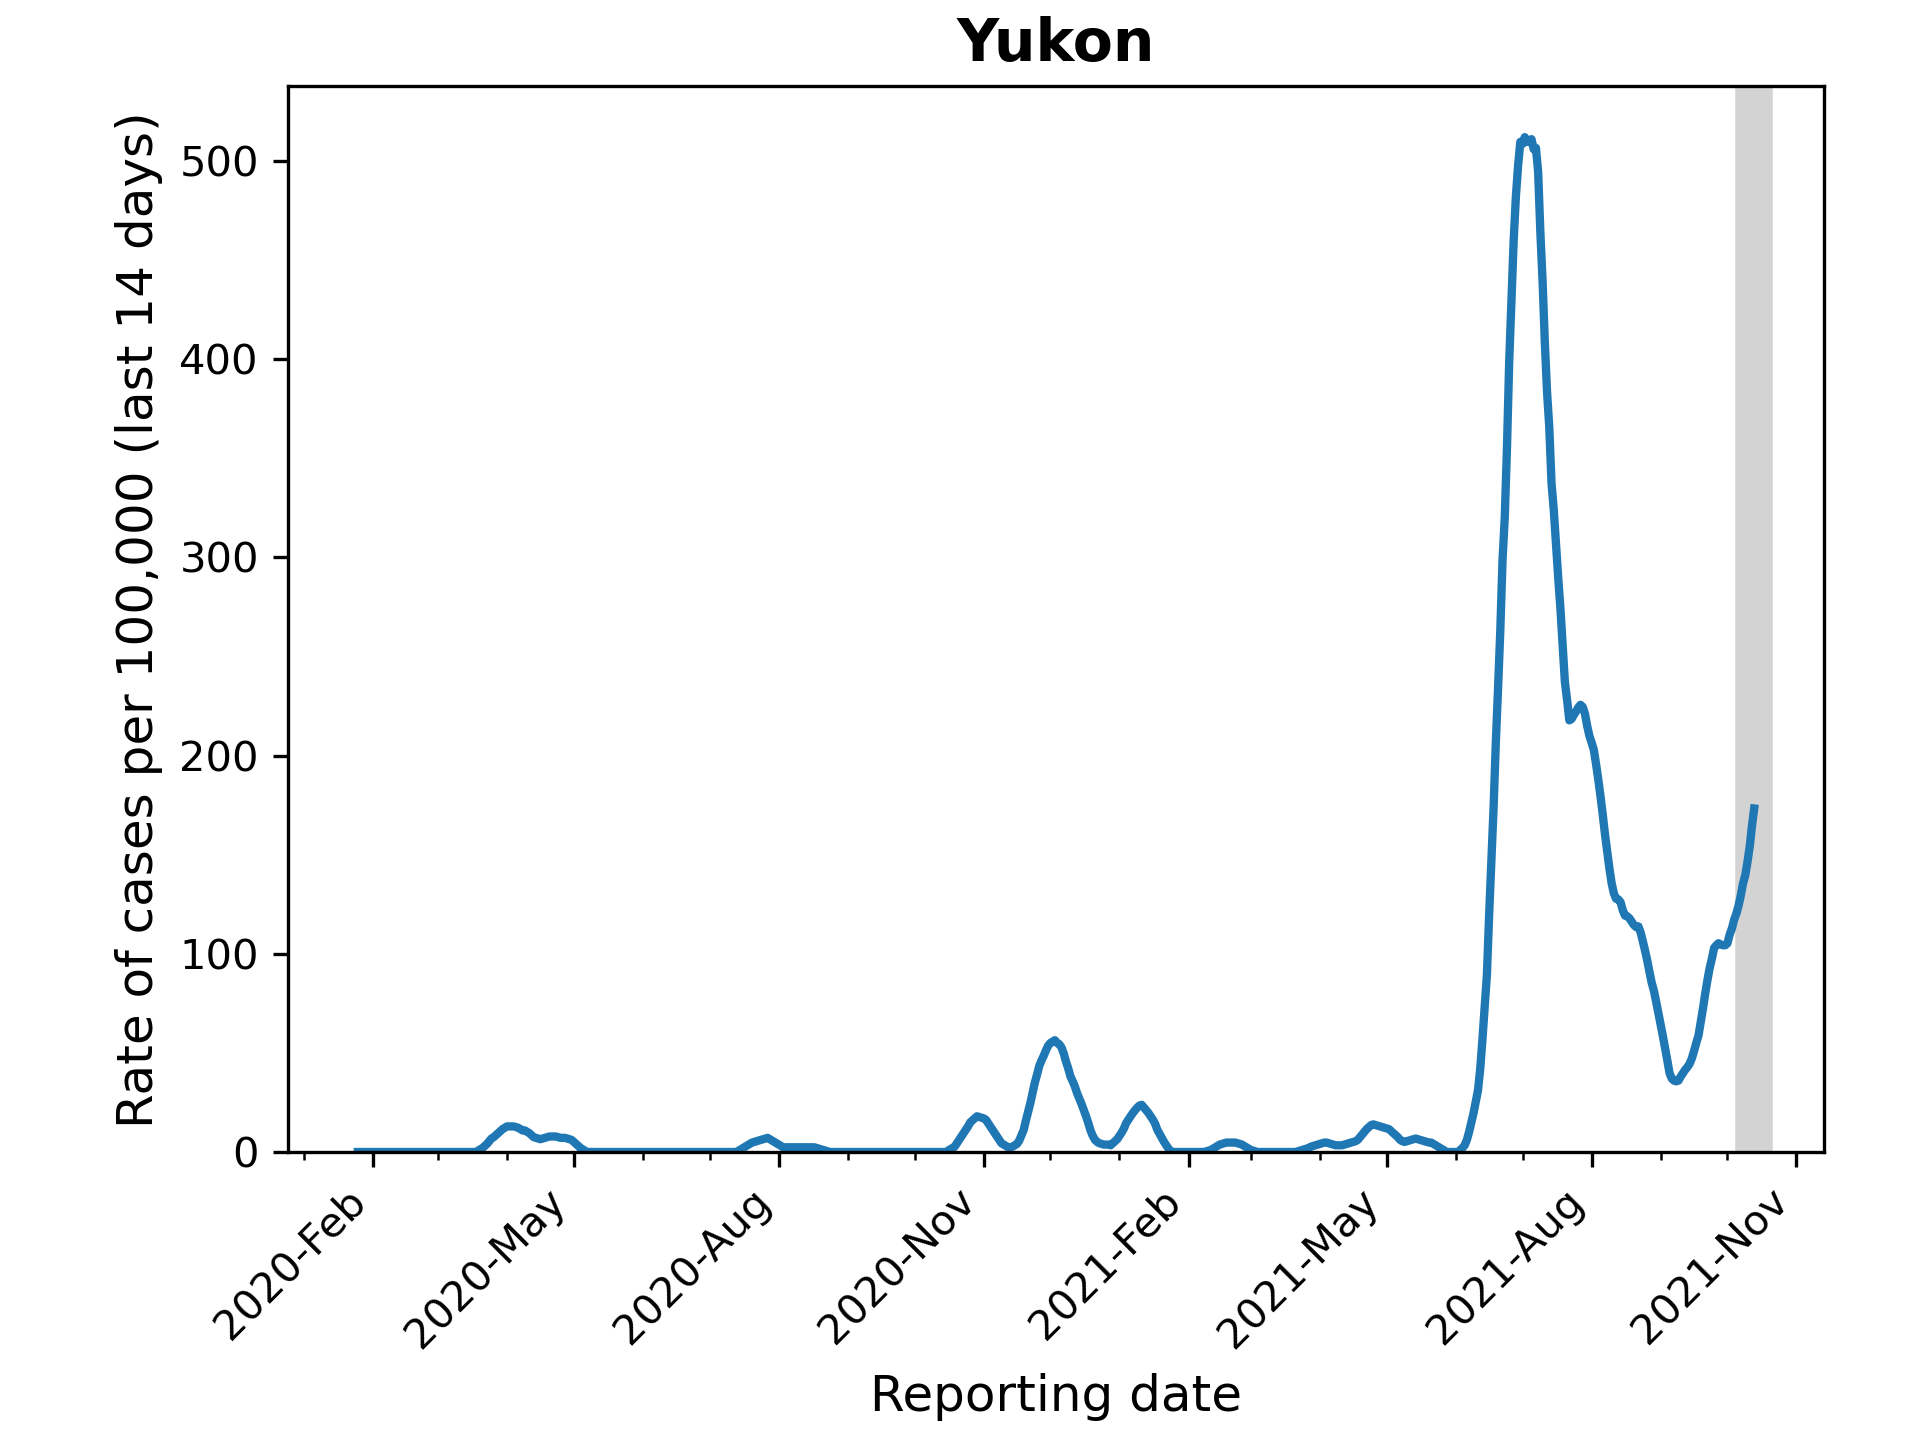 Yukon
Rate of cases per 100,000 (last 14 days)
500
400
300
200
100
0
2020-Feb
2020-May
2020-Aug
2020-Nov
2021-Feb
2021-May
2021-Aug
2021-Nov
Reporting date